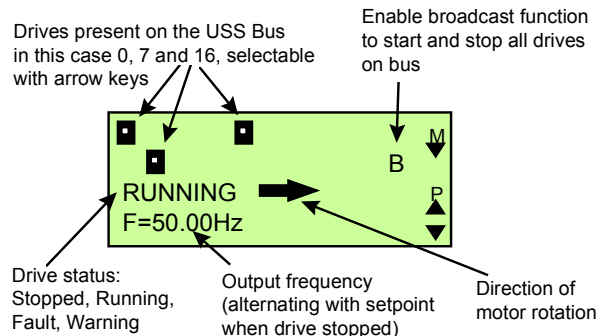 Drives present on the USS Bus
in this case 0, 7 and 16, selectable
with arrow keys
Enable broadcast function
to start and stop all drives
on bus
M
B
RUNNING
P
F=50.00Hz
Drive status:
Stopped, Running,
Fault, Warning
Output frequency
(alternating with setpoint
when drive stopped)
Direction of
motor rotation